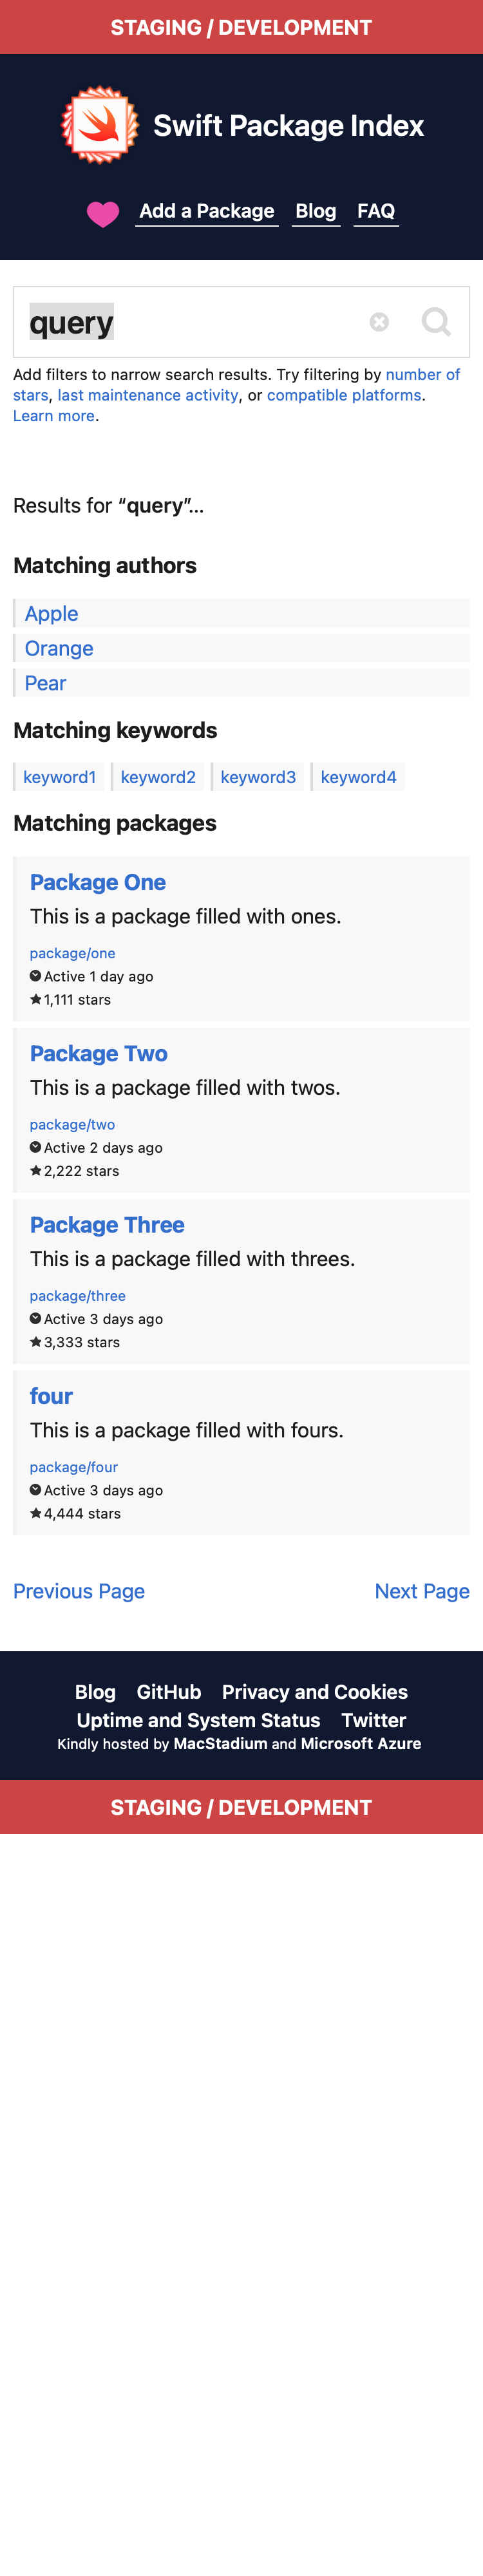 STAGING / DEVELOPMENT
Swift Package Index
Add a Package Blog FAQ
query
Add filters to narrow search results. Try filtering by number of
stars, last maintenance activity, or compatible platforms.
Learn more.
Results for “query”...
Matching authors
Apple
Orange
Pear
Matching keywords
keyword1 keyword2 keyword3 keyword4
Matching packages
Package One
This is a package filled with ones.
package/one
Active 1 day ago
1,111 stars
Package Two
This is a package filled with twos.
package/two
Active 2 days ago
2,222 stars
Package Three
This is a package filled with threes.
package/three
Active 3 days ago
3,333 stars
four
This is a package filled with fours.
package/four
Active 3 days ago
4,444 stars
Previous Page Next Page
Blog GitHub Privacy and Cookies
Uptime and System Status Twitter
Kindly hosted by MacStadium and Microsoft Azure
STAGING / DEVELOPMENT